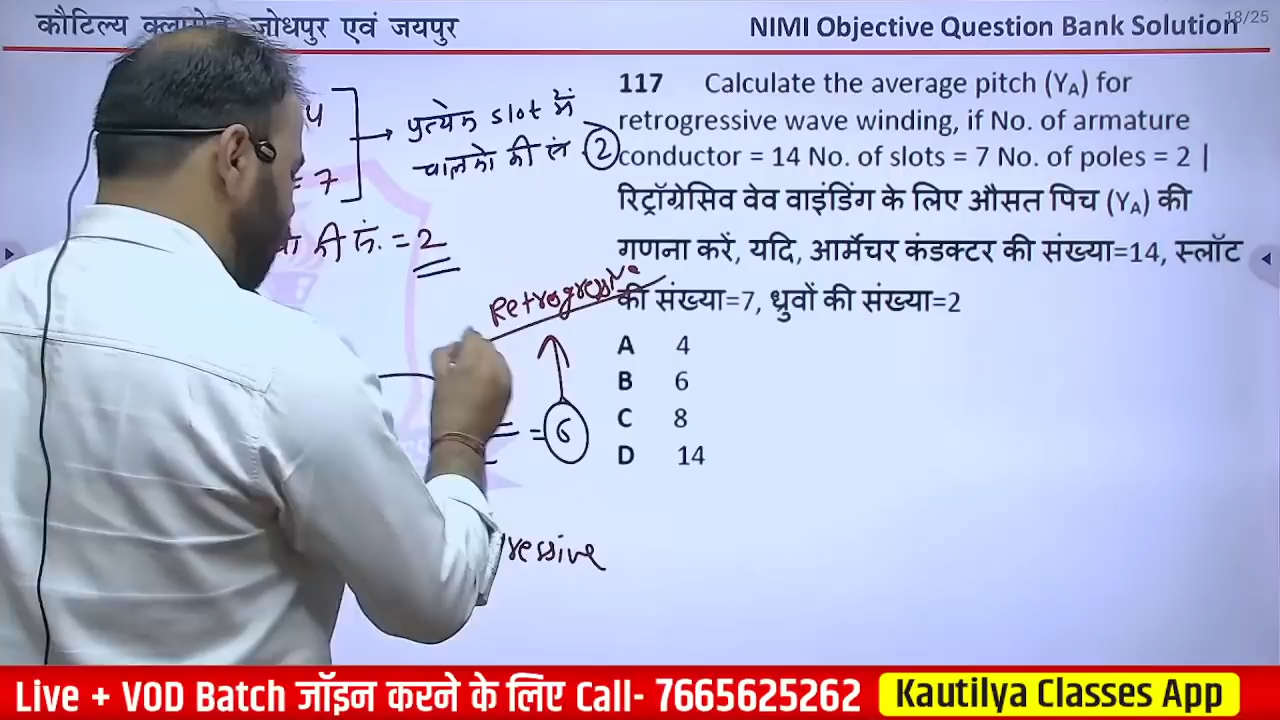 कौटिल्य क्लासेज जोधपुर एवं जयपुर
NIMI Objective Question Bank Solution
18/25
4
प्रत्येक slot में
चालकों की सं (2)
= 7
की सं. = 2
Retrogressive
= 6
ressive
117 Calculate the average pitch (Y_A) for
retrogressive wave winding, if No. of armature
conductor = 14 No. of slots = 7 No. of poles = 2 |
रिट्रॉग्रेसिव वेव वाइंडिंग के लिए औसत पिच (Y_A) की
गणना करें, यदि, आर्मेचर कंडक्टर की संख्या=14, स्लॉट
की संख्या=7, ध्रुवों की संख्या=2
A 4
B 6
C 8
D 14
Live + VOD Batch जॉइन करने के लिए Call- 7665625262
Kautilya Classes App